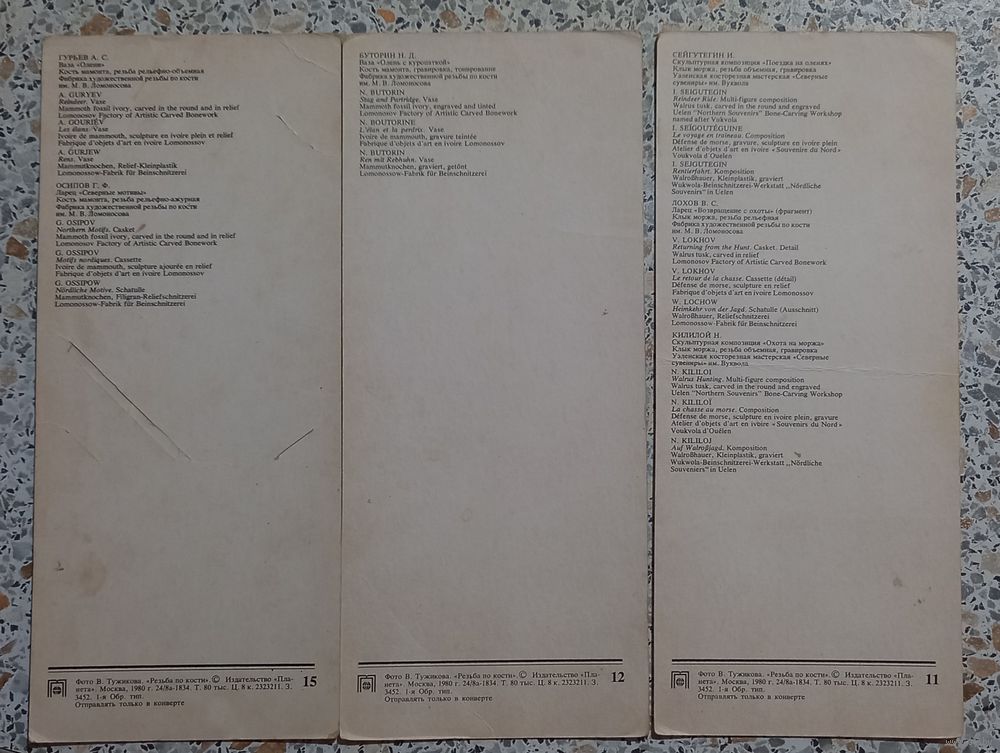 ГУРЬЕВ А. С.
Ваза «Олени»
Кость мамонта, резьба рельефно-объемная
Фабрика художественной резьбы по кости
им. М. В. Ломоносова
A. GURYEV
Reindeer. Vase
Mammoth fossil ivory, carved in the round and in relief
Lomonosov Factory of Artistic Carved Bonework
A. GOURIÉV
Les élans. Vase
Ivoire de mammouth, sculpture en ivoire plein et relief
Fabrique d'objets d'art en ivoire Lomonossov
A. GURJEW
Rens. Vase
Mammutknochen, Relief-Kleinplastik
Lomonossow-Fabrik für Beinschnitzerei
ОСИПОВ Г. Ф.
Ларец «Северные мотивы»
Кость мамонта, резьба рельефно-ажурная
Фабрика художественной резьбы по кости
им. М. В. Ломоносова
G. OSIPOV
Northern Motifs. Casket
Mammoth fossil ivory, carved in the round and in relief
Lomonosov Factory of Artistic Carved Bonework
G. OSSIPOV
Motifs nordiques. Cassette
Ivoire de mammouth, sculpture ajourée en relief
Fabrique d'objets d'art en ivoire Lomonossov
G. OSSIPOW
Nördliche Motive. Schatulle
Mammutknochen, Filigran-Reliefschnitzerei
Lomonossow-Fabrik für Beinschnitzerei
Фото В. Тужикова. «Резьба по кости». © Издательство «Пла-
нета». Москва, 1980 г. 24/8а-1834. Т. 80 тыс. Ц. 8 к. 2323211. З.
3452. 1-я Обр. тип.
Отправлять только в конверте
15
БУТОРИН Н. Д.
Ваза «Олень с куропаткой»
Кость мамонта, гравировка, тонирование
Фабрика художественной резьбы по кости
им. М. В. Ломоносова
N. BUTORIN
Stag and Partridge. Vase
Mammoth fossil ivory, engraved and tinted
Lomonosov Factory of Artistic Carved Bonework
N. BOUTORINE
L'élan et la perdrix. Vase
Ivoire de mammouth, gravure teintée
Fabrique d'objets d'art en ivoire Lomonossov
N. BUTORIN
Ren mit Rebhuhn. Vase
Mammutknochen, graviert, getönt
Lomonossow-Fabrik für Beinschnitzerei
Фото В. Тужикова. «Резьба по кости». © Издательство «Пла-
нета». Москва, 1980 г. 24/8а-1834. Т. 80 тыс. Ц. 8 к. 2323211. З.
3452. 1-я Обр. тип.
Отправлять только в конверте
12
СЕЙГУТЕГИН И.
Скульптурная композиция «Поездка на оленях»
Клык моржа, резьба объемная, гравировка
Уэленская косторезная мастерская «Северные
сувениры» им. Вуквола
I. SEIGUTEGIN
Reindeer Ride. Multi-figure composition
Walrus tusk, carved in the round and engraved
Uelen "Northern Souvenirs" Bone-Carving Workshop
named after Vukvola
I. SEÏGOUTÉGUINE
Le voyage en traîneau. Composition
Défense de morse, gravure, sculpture en ivoire plein
Atelier d'objets d'art en ivoire «Souvenirs du Nord»
Voukvola d'Ouélen
I. SEJGUTEGIN
Rentierfahrt. Komposition
Walroßhauer, Kleinplastik, graviert
Wukwola-Beinschnitzerei-Werkstatt „Nördliche
Souvenirs" in Uelen
ЛОХОВ В. С.
Ларец «Возвращение с охоты» (фрагмент)
Клык моржа, резьба рельефная
Фабрика художественной резьбы по кости
им. М. В. Ломоносова
V. LOKHOV
Returning from the Hunt. Casket. Detail
Walrus tusk, carved in relief
Lomonosov Factory of Artistic Carved Bonework
V. LOKHOV
Le retour de la chasse. Cassette (détail)
Défense de morse, sculpture en relief
Fabrique d'objets d'art en ivoire Lomonossov
W. LOCHOW
Heimkehr von der Jagd. Schatulle (Ausschnitt)
Walroßhauer, Reliefschnitzerei
Lomonossow-Fabrik für Beinschnitzerei
КИЛИЛОЙ Н.
Скульптурная композиция «Охота на моржа»
Клык моржа, резьба объемная, гравировка
Уэленская косторезная мастерская «Северные
сувениры» им. Вуквола
N. KILILOI
Walrus Hunting. Multi-figure composition
Walrus tusk, carved in the round and engraved
Uelen "Northern Souvenirs" Bone-Carving Workshop
N. KILILOÏ
La chasse au morse. Composition
Défense de morse, sculpture en ivoire plein, gravure
Atelier d'objets d'art en ivoire «Souvenirs du Nord»
Voukvola d'Ouélen
N. KILILOJ
Auf Walroßjagd. Komposition
Walroßhauer, Kleinplastik, graviert
Wukwola-Beinschnitzerei-Werkstatt „Nördliche
Souveniers" in Uelen
Фото В. Тужикова. «Резьба по кости». © Издательство «Пла-
нета». Москва, 1980 г. 24/8а-1834. Т. 80 тыс. Ц. 8 к. 2323211. З.
3452. 1-я Обр. тип.
Отправлять только в конверте
11